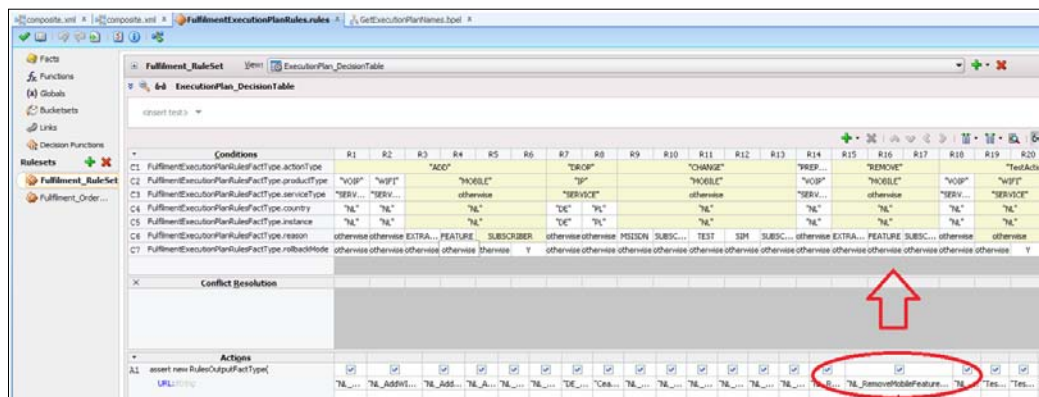 composite.xml
composite.xml
FulfilmentExecutionPlanRules.rules
GetExecutionPlanNames.bpel
Facts
Functions
Globals
Bucketsets
Links
Decision Functions
Rulesets
Fulfilment_RuleSet
Fulfilment_Order...
Fulfilment_RuleSet View: ExecutionPlan_DecisionTable
ExecutionPlan_DecisionTable
<insert test>
Conditions R1 R2 R3 R4 R5 R6 R7 R8 R9 R10 R11 R12 R13 R14 R15 R16 R17 R18 R19 R20
C1 FulfilmentExecutionPlanRulesFactType.actionType "ADD" "DROP" "CHANGE" "PREP... "REMOVE" "TestActi
C2 FulfilmentExecutionPlanRulesFactType.productType "VOIP" "WIFI" "MOBILE" "IP" "MOBILE" "VOIP" "MOBILE" "VOIP" "WIFI"
C3 FulfilmentExecutionPlanRulesFactType.serviceType "SERV... "SERV... otherwise "SERVICE" otherwise "SERV... otherwise "SERV... "SERVICE"
C4 FulfilmentExecutionPlanRulesFactType.country "NL" "NL" "NL" "DE" "PL" "NL" "NL" "NL" "NL" "NL"
C5 FulfilmentExecutionPlanRulesFactType.instance "NL" "NL" "NL" "DE" "PL" "NL" "NL" "NL" "NL" "NL"
C6 FulfilmentExecutionPlanRulesFactType.reason otherwise otherwise EXTRA... FEATURE SUBSCRIBER otherwise otherwise MSISDN SUBSC... TEST SIM SUBSC... otherwise EXTRA... FEATURE SUBSC... otherwise otherwise
C7 FulfilmentExecutionPlanRulesFactType.rollbackMode otherwise otherwise otherwise otherwise otherwise Y otherwise otherwise otherwise otherwise otherwise otherwise otherwise otherwise otherwise otherwise otherwise otherwise otherwise Y
Conflict Resolution
Actions
A1 assert new RulesOutputFactType(
URL:String "NL_... "NL_AddWI... "NL_Add... "NL_A... "NL_... "NL_... "DE_... "Cea... "NL_... "NL_... "NL_... "NL_... "NL_... "NL_R... "NL_RemoveMobileFeature... "NL_... "Tes... "Tes...